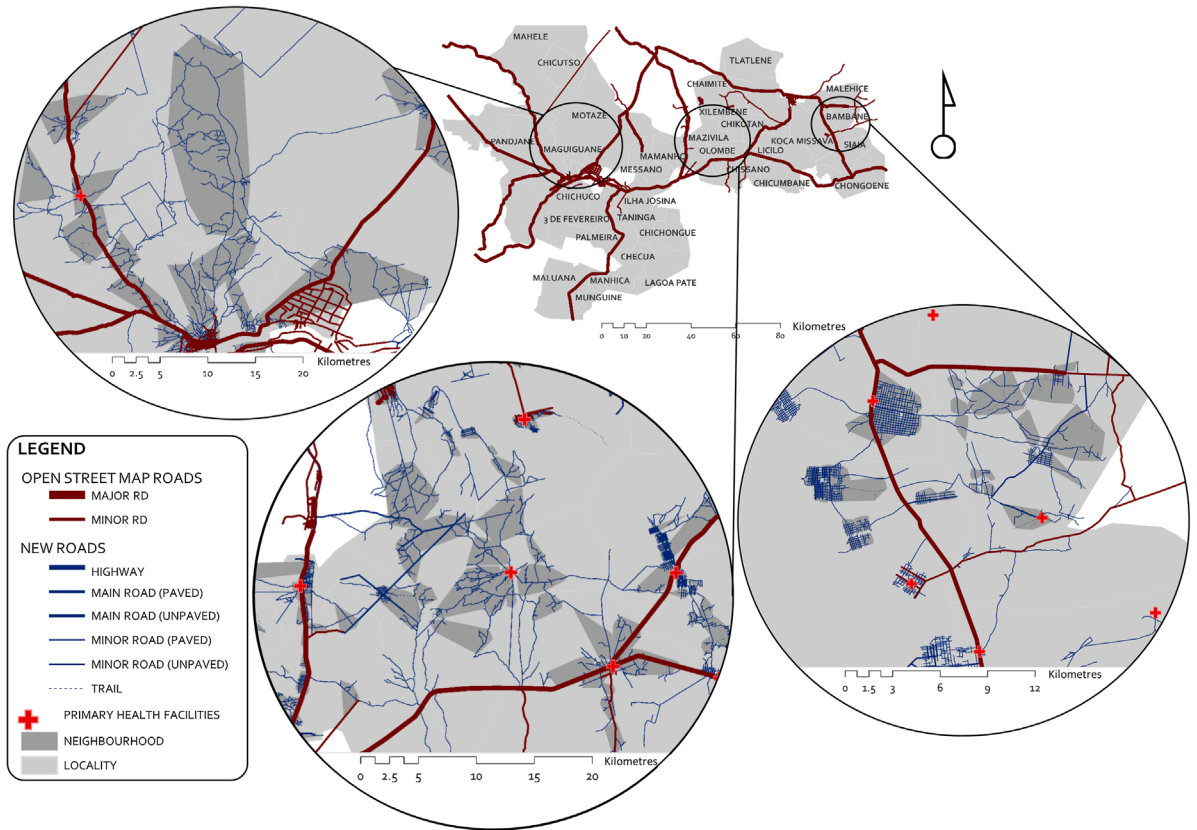 MAHELE
CHICUTSO
TLATLENE
CHAIMITE
MALEHICE
MOTAZE
XILEMBENE
BAMBANE
CHIKOTAN
PANDJANE
MAZIVILA
KOCA MISSAVA
SIAIA
MAGUIGUANE
OLOMBE
LICILO
MAMANHO
MESSANO
CHISSANO
CHICUMBANE
CHONGOENE
CHICHUCO
ILHA JOSINA
3 DE FEVEREIRO
TANINGA
PALMEIRA
CHICHONGUE
CHECUA
MALUANA
MANHIÇA
LAGOA PATE
MUNGUINE
Kilometres
0 5 10 20 40 60 80
Kilometres
0 2.5 5 10 15 20
LEGEND
OPEN STREET MAP ROADS
MAJOR RD
MINOR RD
NEW ROADS
HIGHWAY
MAIN ROAD (PAVED)
MAIN ROAD (UNPAVED)
MINOR ROAD (PAVED)
MINOR ROAD (UNPAVED)
TRAIL
PRIMARY HEALTH FACILITIES
NEIGHBOURHOOD
LOCALITY
Kilometres
0 2.5 5 10 15 20
Kilometres
0 1.5 3 6 9 12